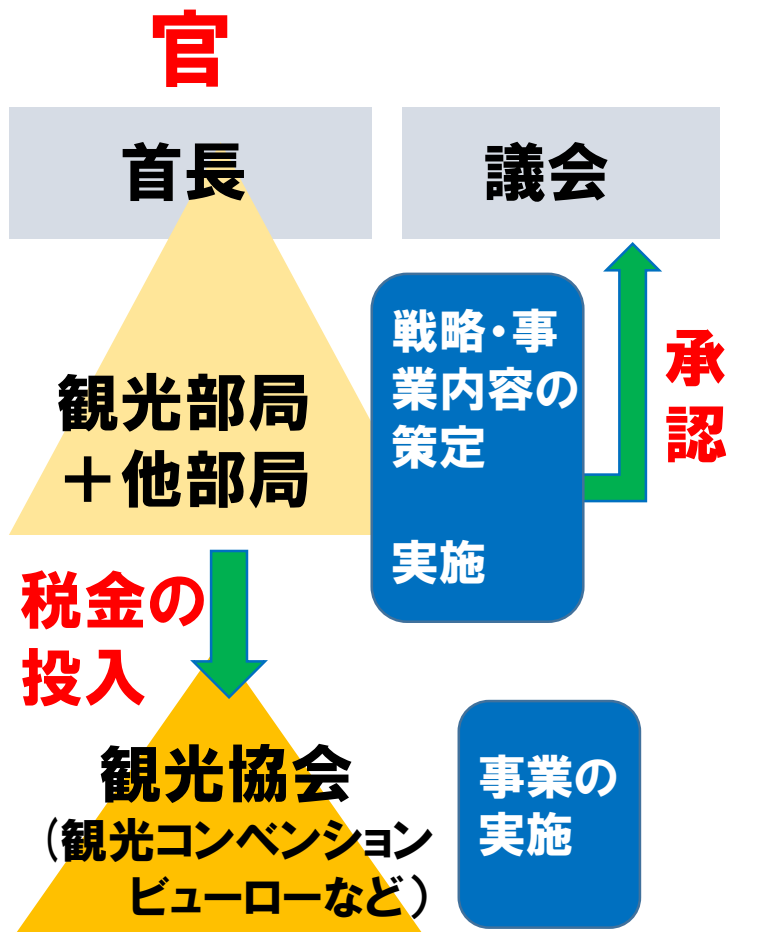 官
首長
議会
戦略・事
業内容の
策定
実施
承
認
観光部局
＋他部局
税金の
投入
観光協会
（観光コンベンション
ビューローなど）
事業の
実施